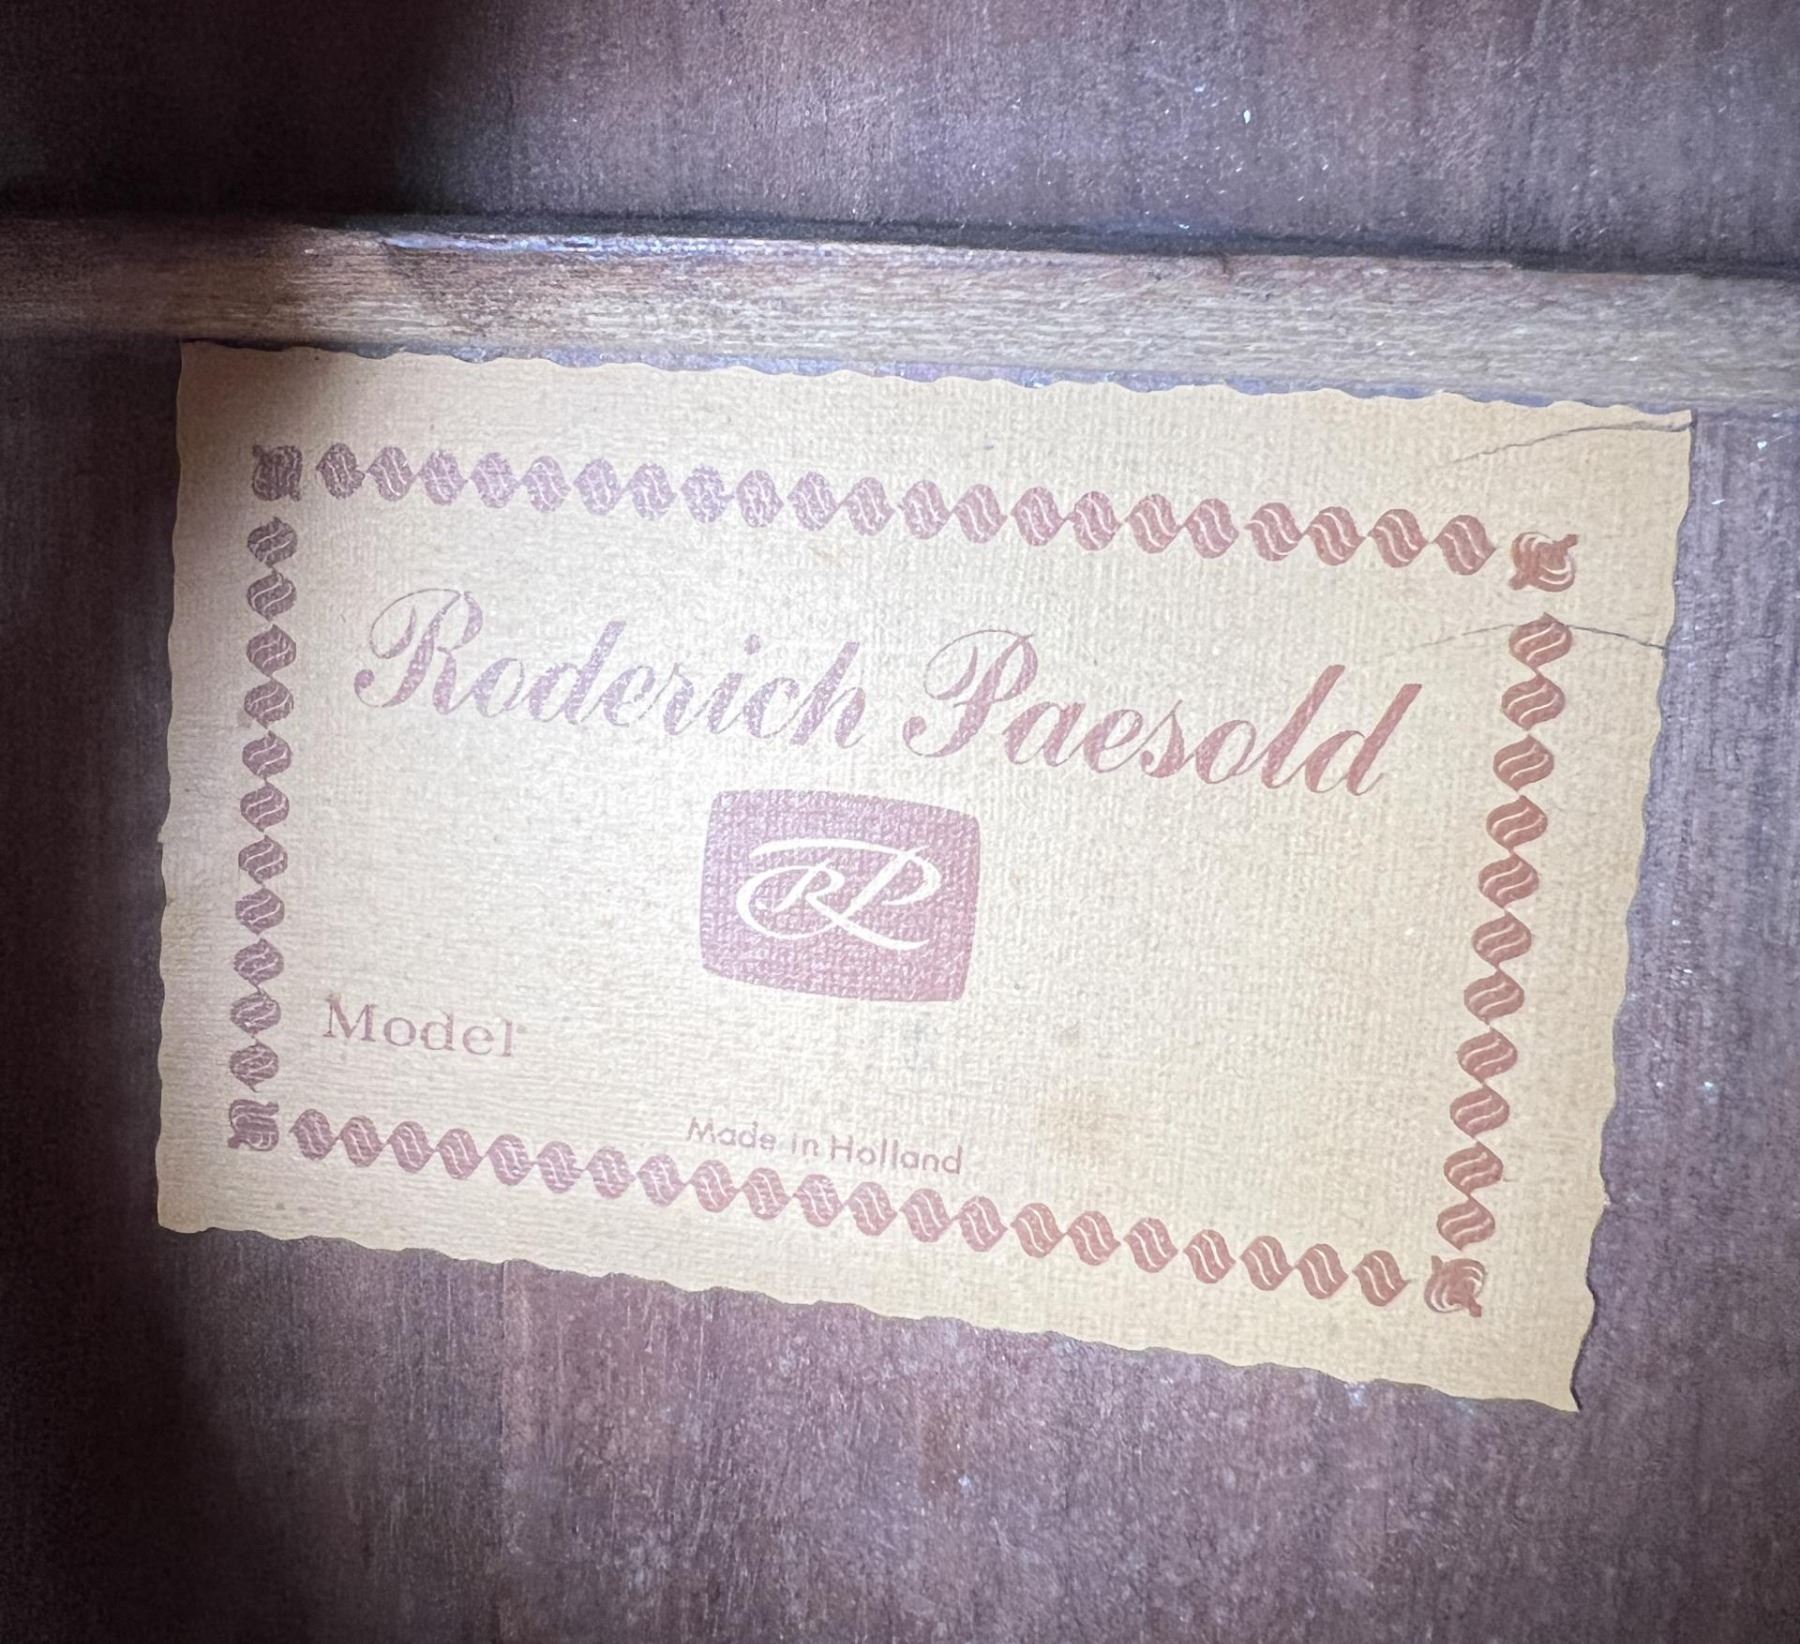 Roderich Paesold
RP
Model
Made in Holland